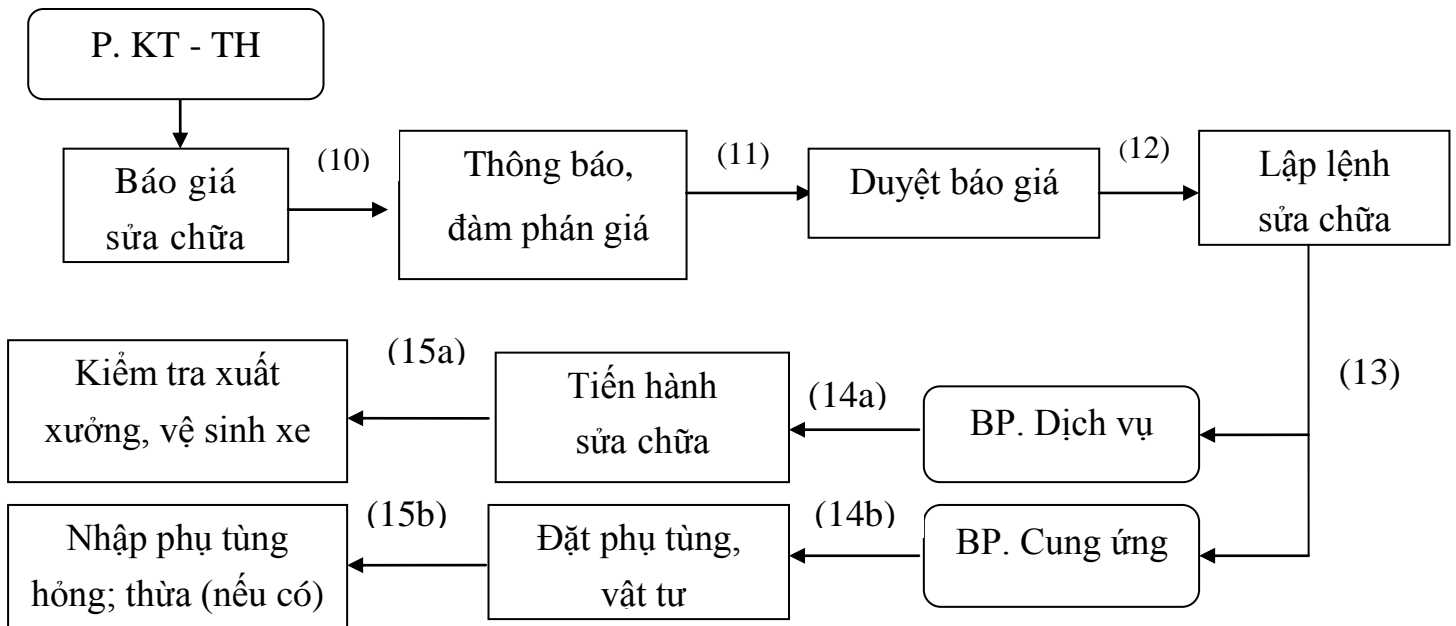 P. KT - TH
Báo giá
sửa chữa
(10)
Thông báo,
đàm phán giá
(11)
Duyệt báo giá
(12)
Lập lệnh
sửa chữa
(13)
BP. Dịch vụ
(14a)
Tiến hành
sửa chữa
(15a)
Kiểm tra xuất
xưởng, vệ sinh xe
BP. Cung ứng
(14b)
Đặt phụ tùng,
vật tư
(15b)
Nhập phụ tùng
hỏng; thừa (nếu có)